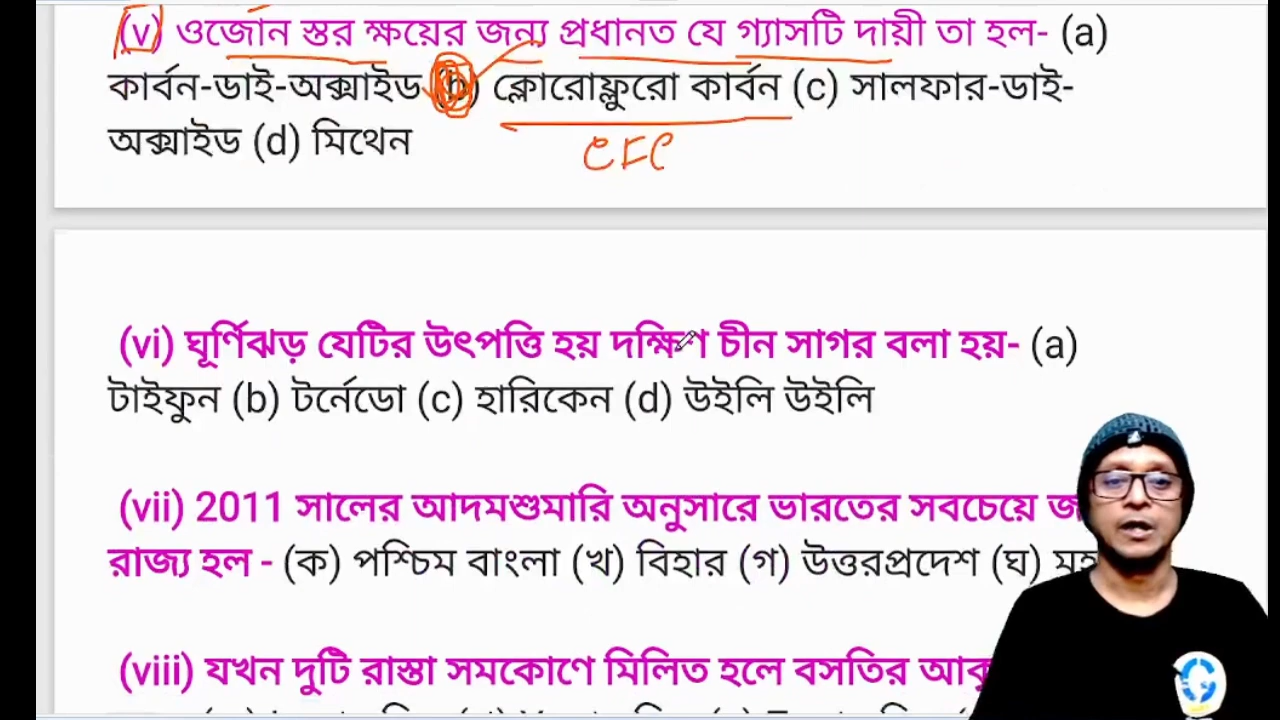 (v) ওজোন স্তর ক্ষয়ের জন্য প্রধানত যে গ্যাসটি দায়ী তা হল- (a)
কার্বন-ডাই-অক্সাইড (b) ক্লোরোফ্লুরো কার্বন (c) সালফার-ডাই-
অক্সাইড (d) মিথেন
CFC
(vi) ঘূর্ণিঝড় যেটির উৎপত্তি হয় দক্ষিণ চীন সাগর বলা হয়- (a)
টাইফুন (b) টর্নেডো (c) হারিকেন (d) উইলি উইলি
(vii) 2011 সালের আদমশুমারি অনুসারে ভারতের সবচেয়ে
রাজ্য হল - (ক) পশ্চিম বাংলা (খ) বিহার (গ) উত্তরপ্রদেশ (ঘ)
(viii) যখন দুটি রাস্তা সমকোণে মিলিত হলে বসতির